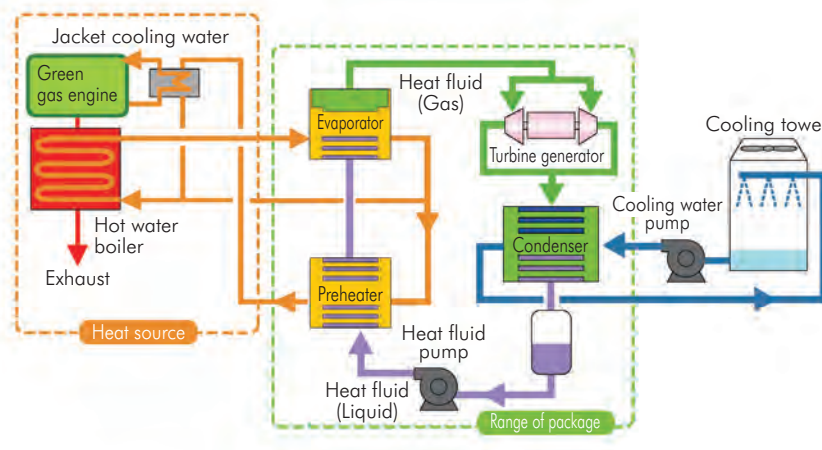 Jacket cooling water
Green
gas engine
Hot water
boiler
Exhaust
Heat source
Heat fluid
(Gas)
Evaporator
Turbine generator
Condenser
Preheater
Heat fluid
pump
Heat fluid
(Liquid)
Range of package
Cooling water
pump
Cooling towe